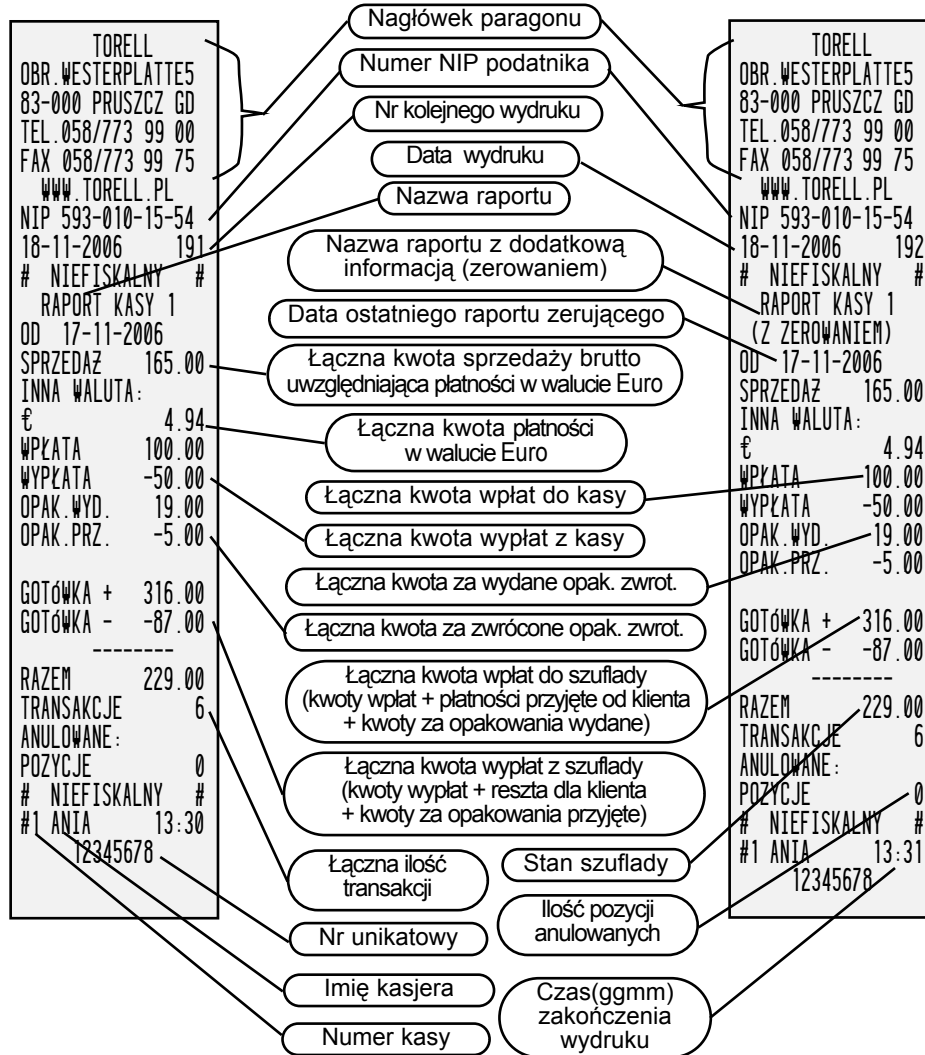 TORELL
OBR.WESTERPLATTE5
83-000 PRUSZCZ GD
TEL.058/773 99 00
FAX 058/773 99 75
WWW.TORELL.PL
NIP 593-010-15-54
18-11-2006 191
# NIEFISKALNY #
RAPORT KASY 1
OD 17-11-2006
SPRZEDAŻ 165.00
INNA WALUTA:
€ 4.94
WPŁATA 100.00
WYPŁATA -50.00
OPAK.WYD. 19.00
OPAK.PRZ. -5.00
GOTóWKA + 316.00
GOTóWKA - -87.00
--------
RAZEM 229.00
TRANSAKCJE 6
ANULOWANE:
POZYCJE 0
# NIEFISKALNY #
#1 ANIA 13:30
12345678
Nagłówek paragonu
Numer NIP podatnika
Nr kolejnego wydruku
Data wydruku
Nazwa raportu
Nazwa raportu z dodatkową
informacją (zerowaniem)
Data ostatniego raportu zerującego
Łączna kwota sprzedaży brutto
uwzględniająca płatności w walucie Euro
Łączna kwota płatności
w walucie Euro
Łączna kwota wpłat do kasy
Łączna kwota wypłat z kasy
Łączna kwota za wydane opak. zwrot.
Łączna kwota za zwrócone opak. zwrot.
Łączna kwota wpłat do szuflady
(kwoty wpłat + płatności przyjęte od klienta
+ kwoty za opakowania wydane)
Łączna kwota wypłat z szuflady
(kwoty wypłat + reszta dla klienta
+ kwoty za opakowania przyjęte)
Łączna ilość
transakcji
Stan szuflady
Ilość pozycji
anulowanych
Nr unikatowy
Imię kasjera
Numer kasy
Czas(ggmm)
zakończenia
wydruku
TORELL
OBR.WESTERPLATTE5
83-000 PRUSZCZ GD
TEL.058/773 99 00
FAX 058/773 99 75
WWW.TORELL.PL
NIP 593-010-15-54
18-11-2006 192
# NIEFISKALNY #
RAPORT KASY 1
(Z ZEROWANIEM)
OD 17-11-2006
SPRZEDAŻ 165.00
INNA WALUTA:
€ 4.94
WPŁATA 100.00
WYPŁATA -50.00
OPAK.WYD. 19.00
OPAK.PRZ. -5.00
GOTóWKA + 316.00
GOTóWKA - -87.00
--------
RAZEM 229.00
TRANSAKCJE 6
ANULOWANE:
POZYCJE 0
# NIEFISKALNY #
#1 ANIA 13:31
12345678